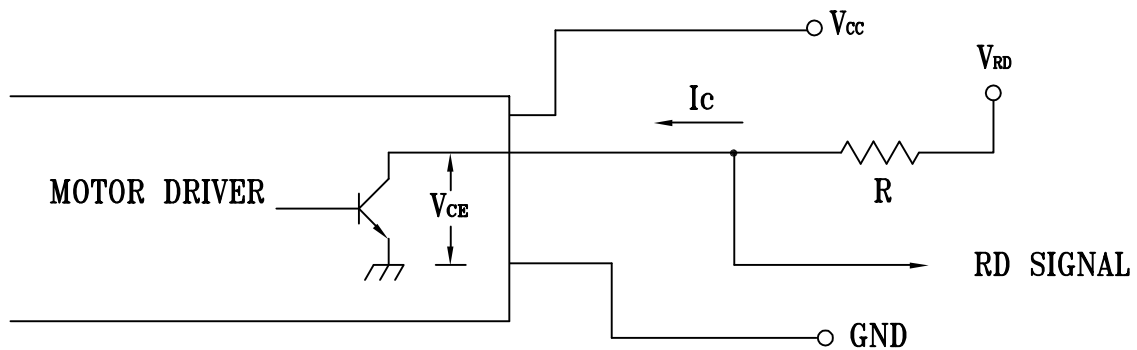 VCC
VRD
Ic
MOTOR DRIVER
VCE
R
RD SIGNAL
GND